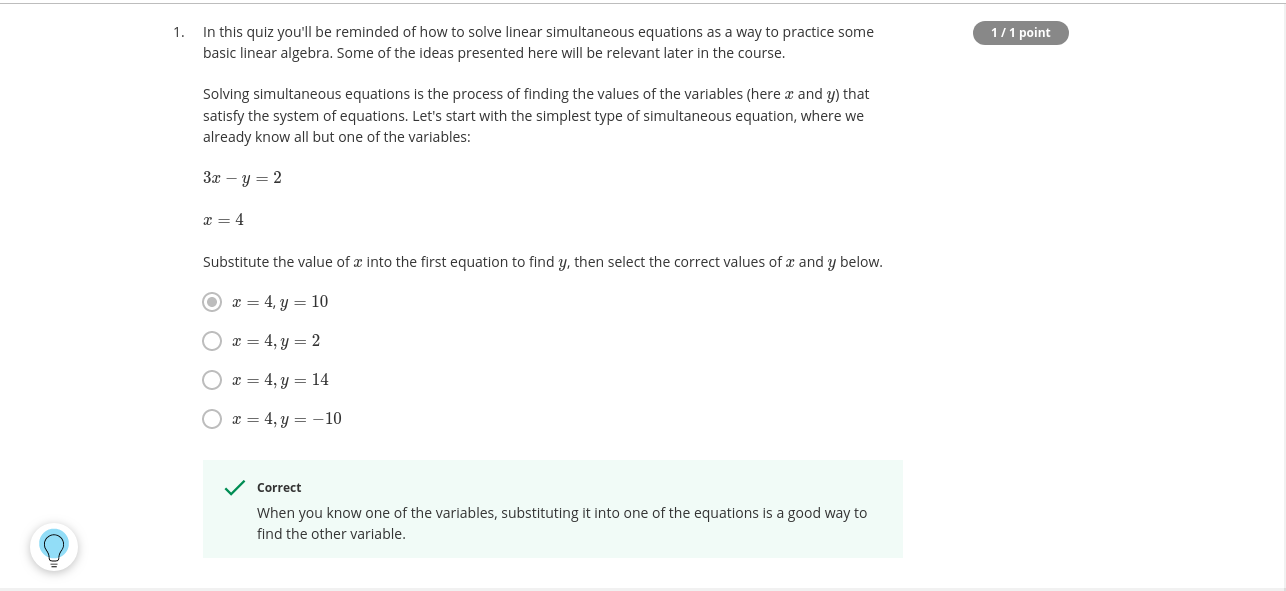 1. In this quiz you'll be reminded of how to solve linear simultaneous equations as a way to practice some
basic linear algebra. Some of the ideas presented here will be relevant later in the course.
1 / 1 point
Solving simultaneous equations is the process of finding the values of the variables (here x and y) that
satisfy the system of equations. Let's start with the simplest type of simultaneous equation, where we
already know all but one of the variables:
3x − y = 2
x = 4
Substitute the value of x into the first equation to find y, then select the correct values of x and y below.
x = 4, y = 10
x = 4, y = 2
x = 4, y = 14
x = 4, y = −10
Correct
When you know one of the variables, substituting it into one of the equations is a good way to
find the other variable.